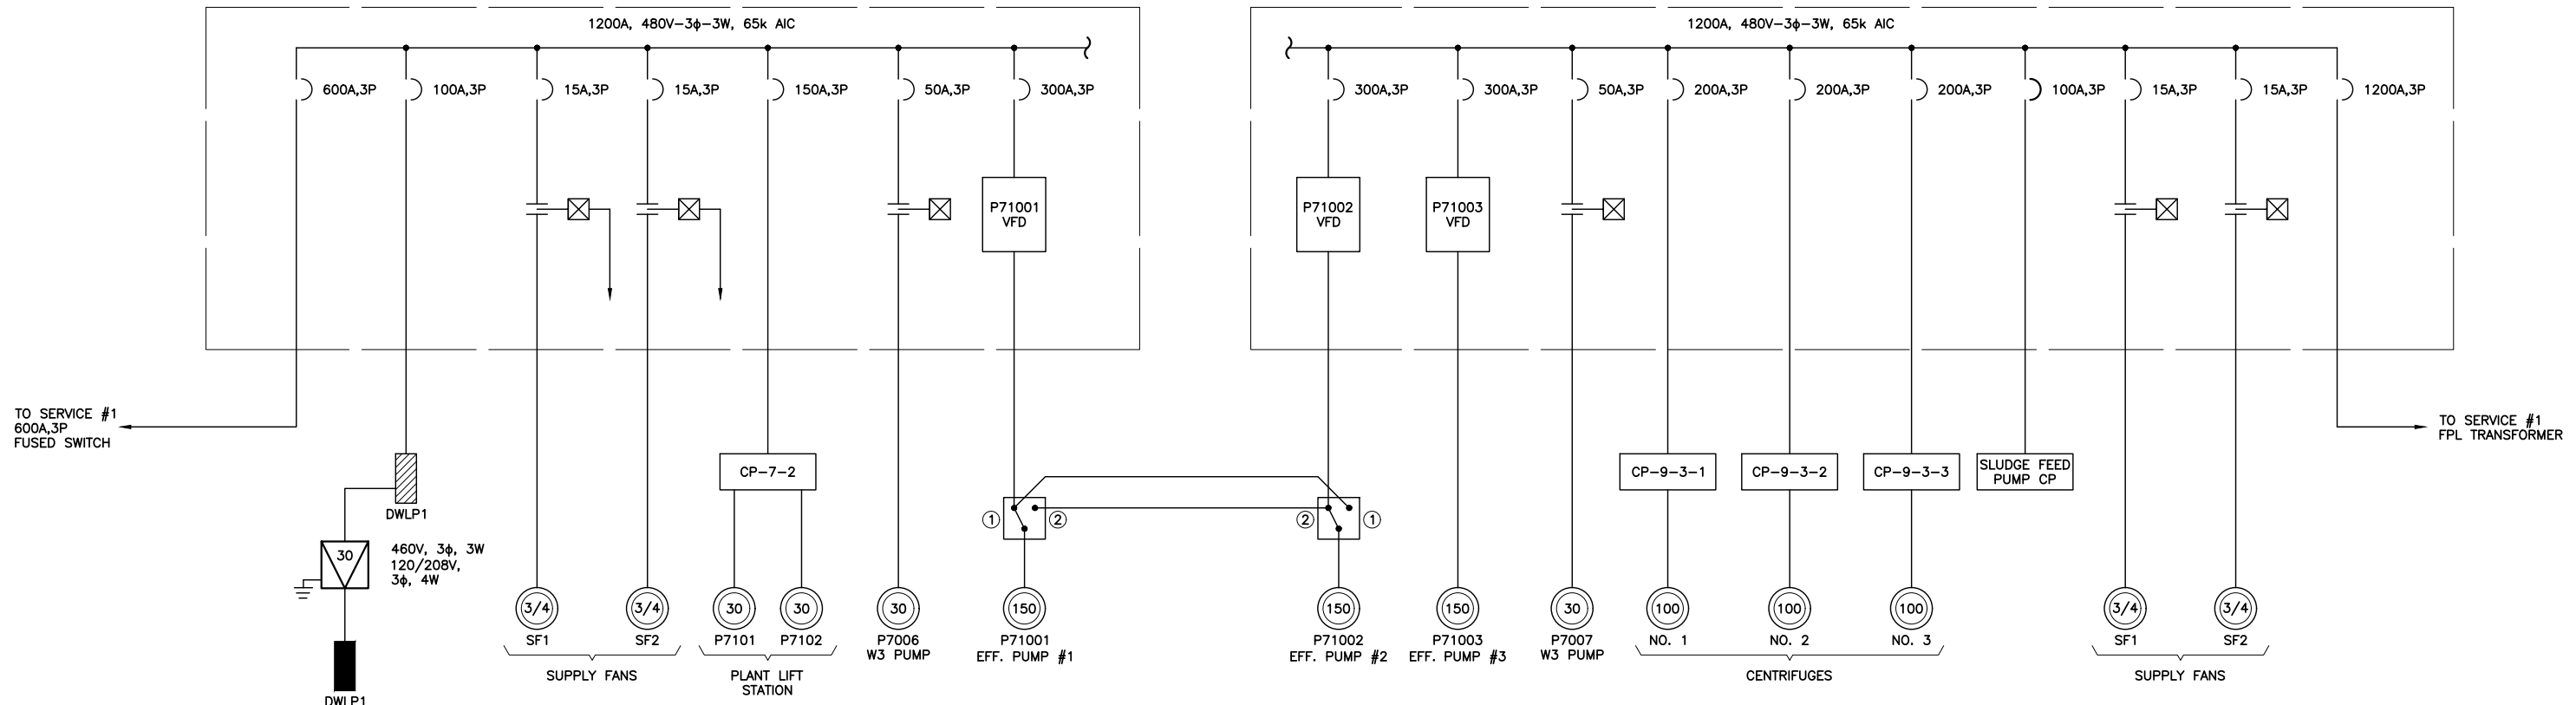 1200A, 480V-3ϕ-3W, 65k AIC
1200A, 480V-3ϕ-3W, 65k AIC
600A,3P
100A,3P
15A,3P
15A,3P
150A,3P
50A,3P
300A,3P
300A,3P
300A,3P
50A,3P
200A,3P
200A,3P
200A,3P
100A,3P
15A,3P
15A,3P
1200A,3P
P71001
VFD
P71002
VFD
P71003
VFD
TO SERVICE #1
600A,3P
FUSED SWITCH
TO SERVICE #1
FPL TRANSFORMER
CP-7-2
CP-9-3-1
CP-9-3-2
CP-9-3-3
SLUDGE FEED
PUMP CP
DWLP1
1
2
2
1
30
460V, 3ϕ, 3W
120/208V,
3ϕ, 4W
3/4
3/4
30
30
30
150
150
150
30
100
100
100
3/4
3/4
SF1
SF2
P7101
P7102
P7006
W3 PUMP
P71001
EFF. PUMP #1
P71002
EFF. PUMP #2
P71003
EFF. PUMP #3
P7007
W3 PUMP
NO. 1
NO. 2
NO. 3
SF1
SF2
SUPPLY FANS
PLANT LIFT
STATION
CENTRIFUGES
SUPPLY FANS
DWLP1